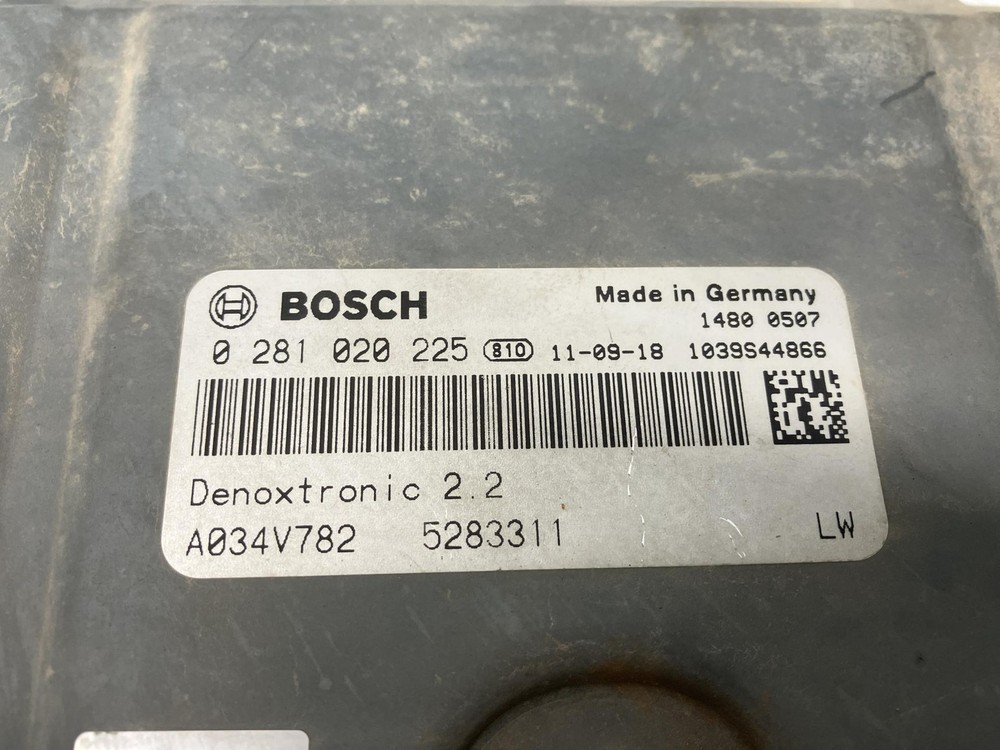 BOSCH
Made in Germany
1480 0507
0 281 020 225 810 11-09-18 1039S44866
Denoxtronic 2.2
A034V782 5283311 LW